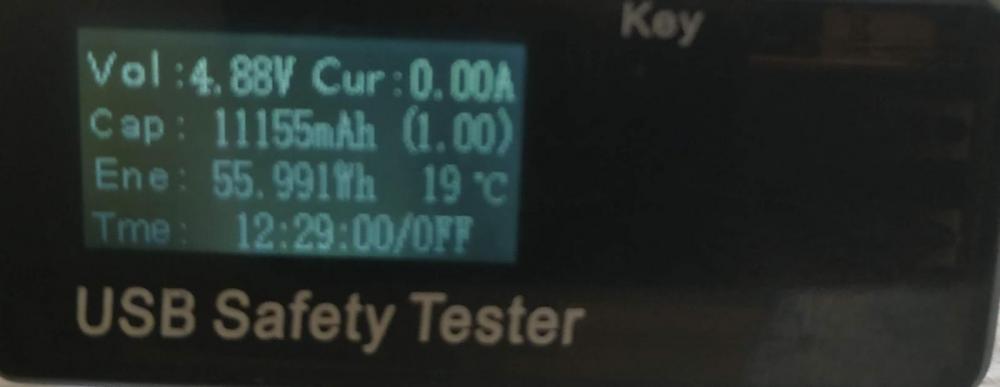 Key
Vol:4.88V Cur:0.00A
Cap: 11155mAh (1.00)
Ene: 55.991Wh 19℃
Tme: 12:29:00/OFF
USB Safety Tester